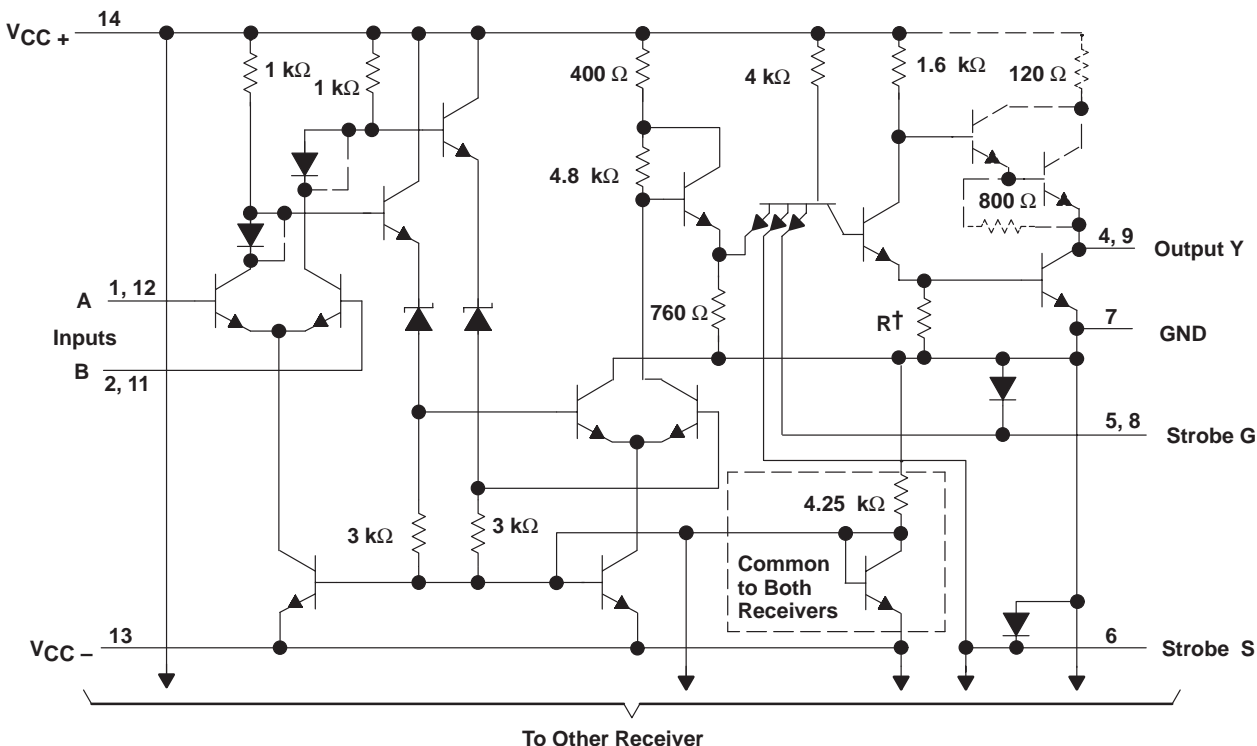 VCC + 14
1 kΩ
1 kΩ
400 Ω
4 kΩ
1.6 kΩ
120 Ω
4.8 kΩ
800 Ω
4, 9 Output Y
A 1, 12
Inputs
B 2, 11
760 Ω
R†
7 GND
5, 8 Strobe G
3 kΩ
3 kΩ
4.25 kΩ
Common
to Both
Receivers
VCC – 13
6 Strobe S
To Other Receiver